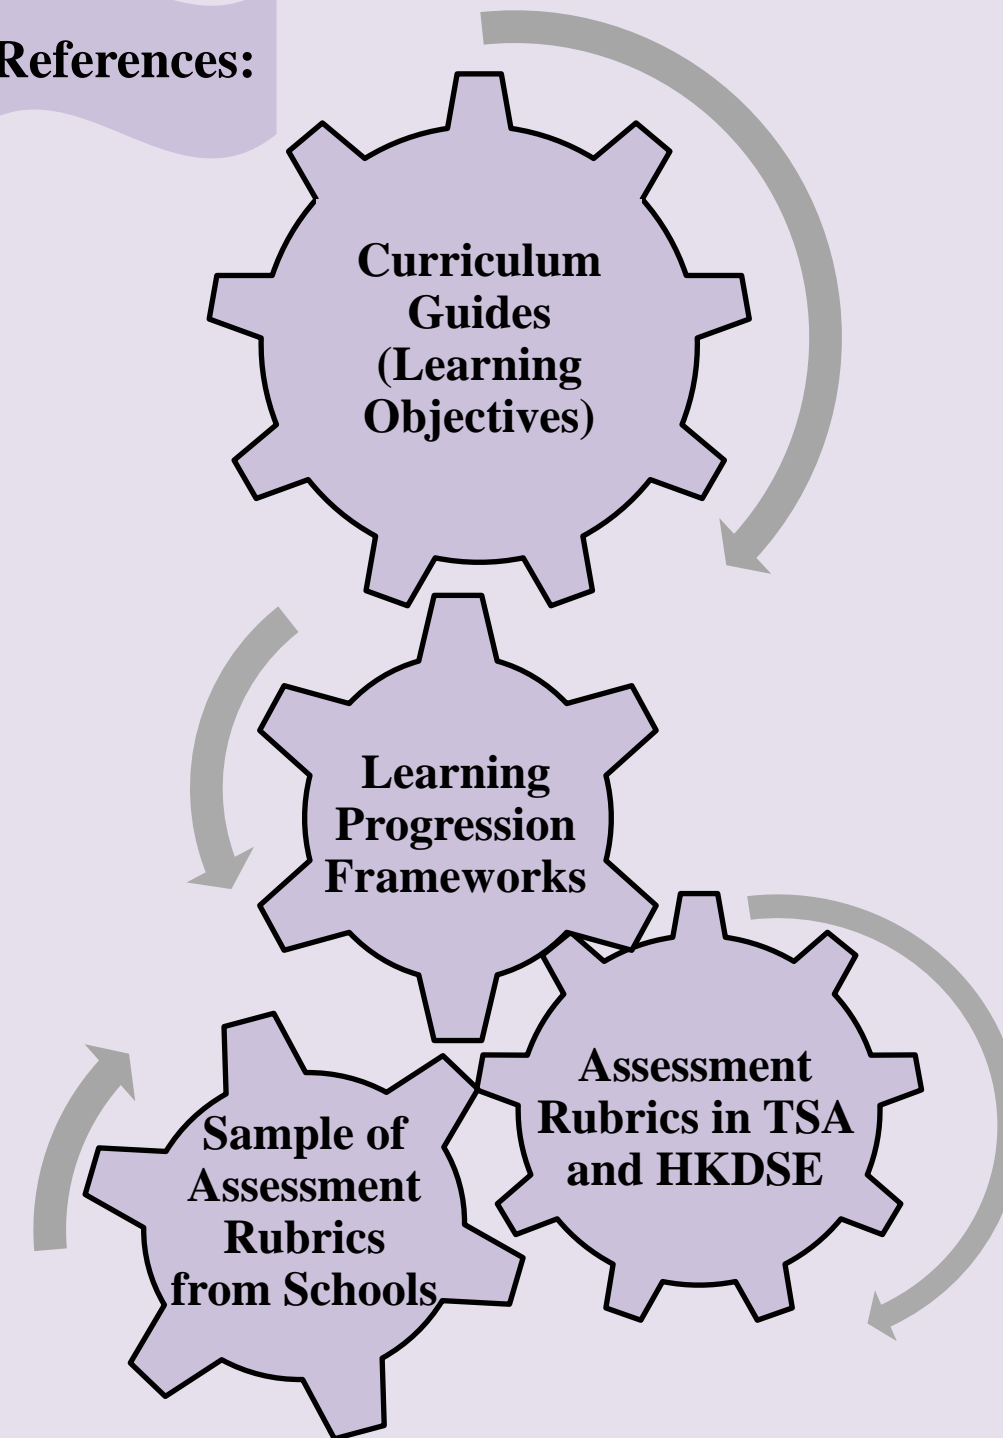 References:
Curriculum
Guides
(Learning
Objectives)
Learning
Progression
Frameworks
Assessment
Rubrics in TSA
and HKDSE
Sample of
Assessment
Rubrics
from Schools